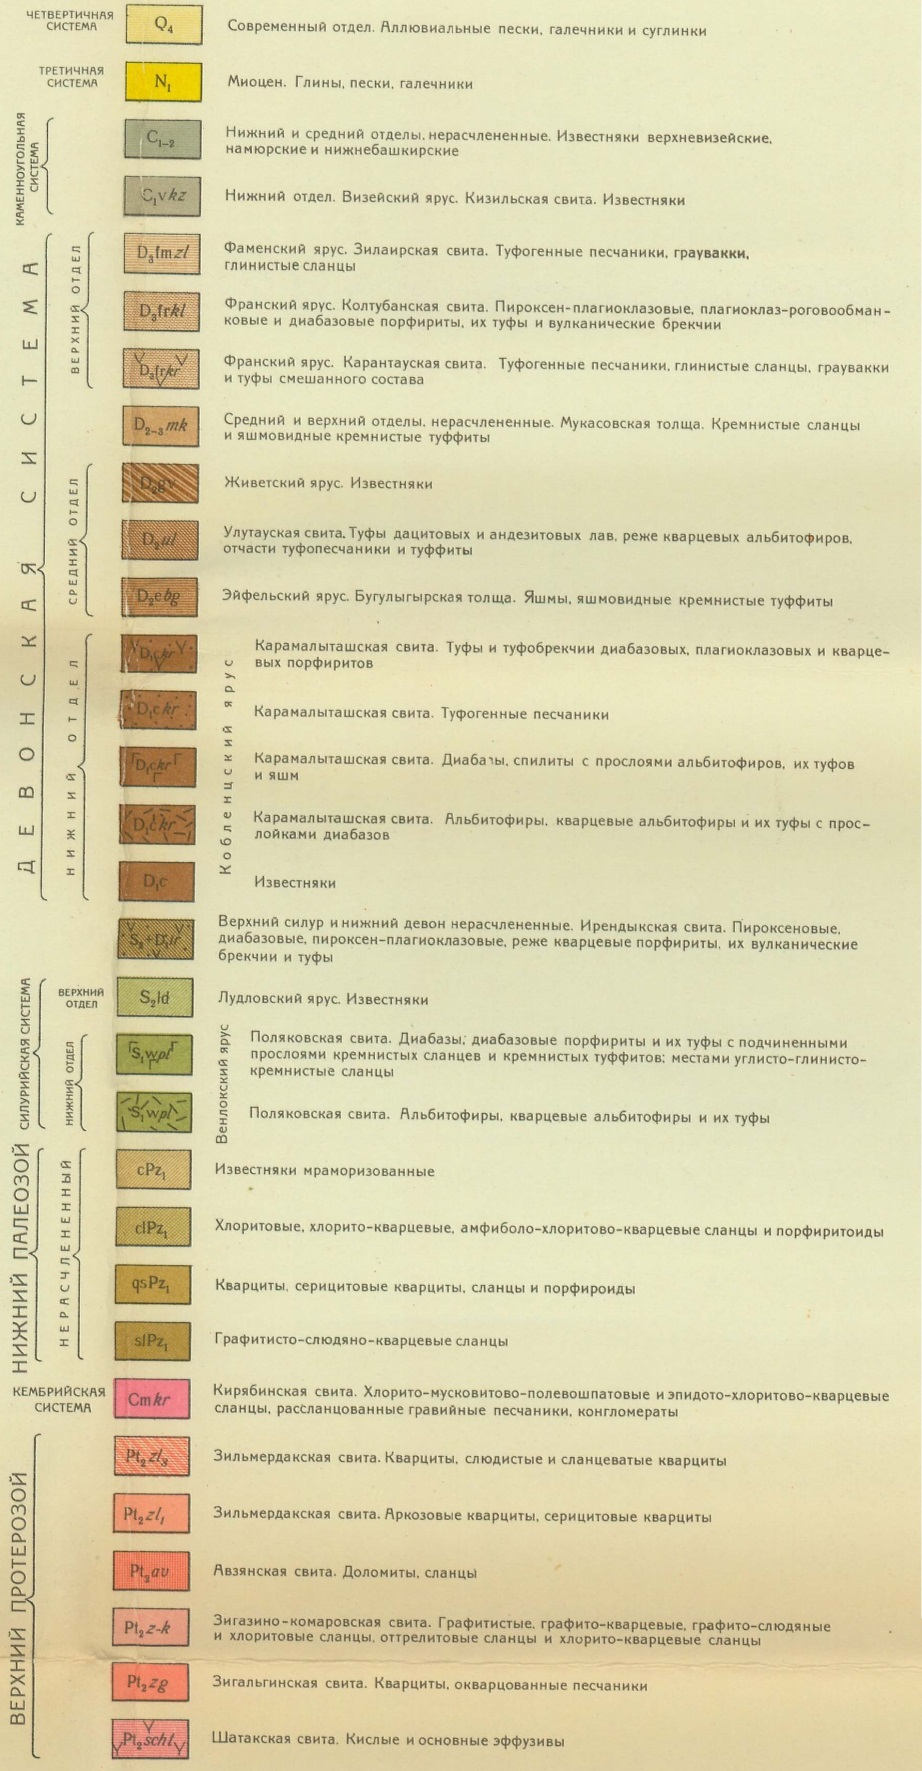 ЧЕТВЕРТИЧНАЯ
СИСТЕМА
Q₄
Современный отдел. Аллювиальные пески, галечники и суглинки
ТРЕТИЧНАЯ
СИСТЕМА
N₁
Миоцен. Глины, пески, галечники
КАМЕННОУГОЛЬНАЯ
СИСТЕМА
C₁₋₂
Нижний и средний отделы, нерасчлененные. Известняки верхневизейские,
намюрские и нижнебашкирские
C₁vkz
Нижний отдел. Визейский ярус. Кизильская свита. Известняки
ДЕВОНСКАЯ СИСТЕМА
ВЕРХНИЙ ОТДЕЛ
D₃fmzl
Фаменский ярус. Зилаирская свита. Туфогенные песчаники, граувакки,
глинистые сланцы
D₃frkl
Франский ярус. Колтубанская свита. Пироксен-плагиоклазовые, плагиоклаз-роговообман-
ковые и диабазовые порфириты, их туфы и вулканические брекчии
D₃frkr
Франский ярус. Карантауская свита. Туфогенные песчаники, глинистые сланцы, граувакки
и туфы смешанного состава
D₂₋₃mk
Средний и верхний отделы, нерасчлененные. Мукасовская толща. Кремнистые сланцы
и яшмовидные кремнистые туффиты
СРЕДНИЙ ОТДЕЛ
D₂gv
Живетский ярус. Известняки
D₂ul
Улутауская свита. Туфы дацитовых и андезитовых лав, реже кварцевых альбитофиров,
отчасти туфопесчаники и туффиты
D₂ebg
Эйфельский ярус. Бугулыгырская толща. Яшмы, яшмовидные кремнистые туффиты
НИЖНИЙ ОТДЕЛ
Кобленцский ярус
D₁ckr
Карамалыташская свита. Туфы и туфобрекчии диабазовых, плагиоклазовых и кварце-
вых порфиритов
D₁ckr
Карамалыташская свита. Туфогенные песчаники
D₁ckr
Карамалыташская свита. Диабазы, спилиты с прослоями альбитофиров, их туфов
и яшм
D₁ckr
Карамалыташская свита. Альбитофиры, кварцевые альбитофиры и их туфы с прос-
лойками диабазов
D₁c
Известняки
S₂+D₁ir
Верхний силур и нижний девон нерасчлененные. Ирендыкская свита. Пироксеновые,
диабазовые, пироксен-плагиоклазовые, реже кварцевые порфириты, их вулканические
брекчии и туфы
СИЛУРИЙСКАЯ СИСТЕМА
ВЕРХНИЙ
ОТДЕЛ
S₂ld
Лудловский ярус. Известняки
НИЖНИЙ ОТДЕЛ
Венлокский ярус
S₁wpl
Поляковская свита. Диабазы, диабазовые порфириты и их туфы с подчиненными
прослоями кремнистых сланцев и кремнистых туффитов; местами углисто-глинисто-
кремнистые сланцы
S₁wpl
Поляковская свита. Альбитофиры, кварцевые альбитофиры и их туфы
НИЖНИЙ ПАЛЕОЗОЙ
НЕРАСЧЛЕНЕННЫЙ
cPz₁
Известняки мраморизованные
clPz₁
Хлоритовые, хлорито-кварцевые, амфиболо-хлоритово-кварцевые сланцы и порфиритоиды
qsPz₁
Кварциты, серицитовые кварциты, сланцы и порфироиды
slPz₁
Графитисто-слюдяно-кварцевые сланцы
КЕМБРИЙСКАЯ
СИСТЕМА
Cmkr
Кирябинская свита. Хлорито-мусковитово-полевошпатовые и эпидото-хлоритово-кварцевые
сланцы, рассланцованные гравийные песчаники, конгломераты
ВЕРХНИЙ ПРОТЕРОЗОЙ
Pt₂zl₃
Зильмердакская свита. Кварциты, слюдистые и сланцеватые кварциты
Pt₂zl₁
Зильмердакская свита. Аркозовые кварциты, серицитовые кварциты
Pt₂av
Авзянская свита. Доломиты, сланцы
Pt₂z-k
Зигазино-комаровская свита. Графитистые, графито-кварцевые, графито-слюдяные
и хлоритовые сланцы, оттрелитовые сланцы и хлорито-кварцевые сланцы
Pt₂zg
Зигальгинская свита. Кварциты, окварцованные песчаники
Pt₂scht
Шатакская свита. Кислые и основные эффузивы